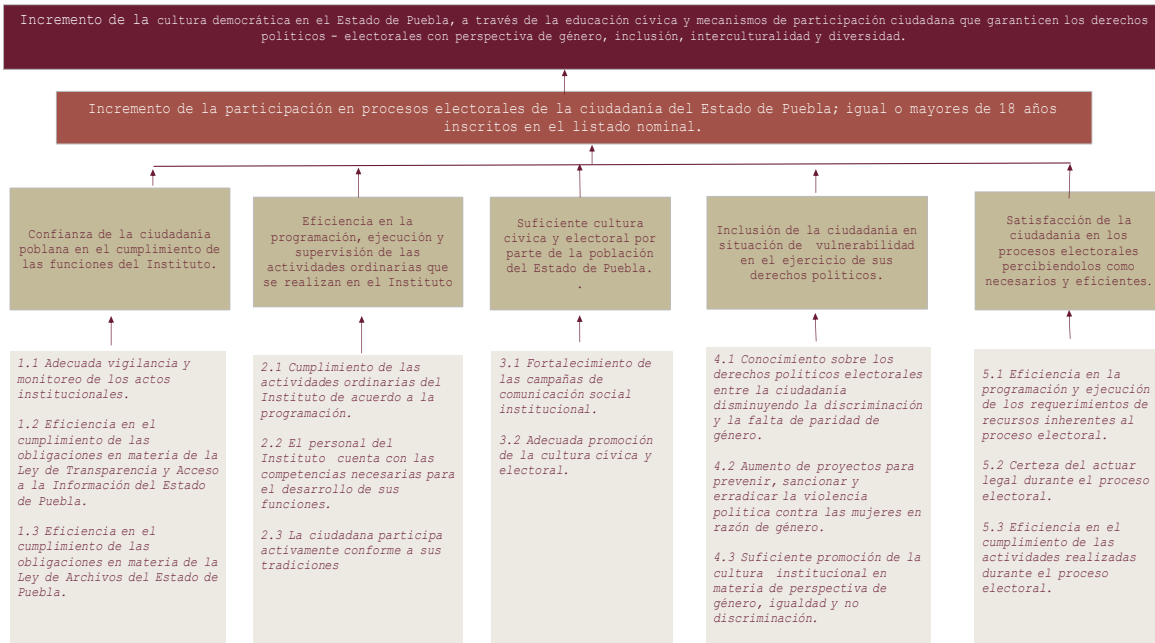 Incremento de la cultura democrática en el Estado de Puebla, a través de la educación cívica y mecanismos de participación ciudadana que garanticen los derechos
políticos - electorales con perspectiva de género, inclusión, interculturalidad y diversidad.
Incremento de la participación en procesos electorales de la ciudadanía del Estado de Puebla; igual o mayores de 18 años
inscritos en el listado nominal.
Confianza de la ciudadanía
poblana en el cumplimiento de
las funciones del Instituto.
Eficiencia en la
programación, ejecución y
supervisión de las
actividades ordinarias que
se realizan en el Instituto
Suficiente cultura
cívica y electoral por
parte de la población
del Estado de Puebla.
.
Inclusión de la ciudadanía en
situación de vulnerabilidad
en el ejercicio de sus
derechos políticos.
Satisfacción de la
ciudadanía en los
procesos electorales
percibiendolos como
necesarios y eficientes.
1.1 Adecuada vigilancia y
monitoreo de los actos
institucionales.
1.2 Eficiencia en el
cumplimiento de las
obligaciones en materia de la
Ley de Transparencia y Acceso
a la Información del Estado
de Puebla.
1.3 Eficiencia en el
cumplimiento de las
obligaciones en materia de la
Ley de Archivos del Estado de
Puebla.
2.1 Cumplimiento de las
actividades ordinarias del
Instituto de acuerdo a la
programación.
2.2 El personal del
Instituto cuenta con las
competencias necesarias para
el desarrollo de sus
funciones.
2.3 La ciudadana participa
activamente conforme a sus
tradiciones
3.1 Fortalecimiento de
las campañas de
comunicación social
institucional.
3.2 Adecuada promoción
de la cultura cívica y
electoral.
4.1 Conocimiento sobre los
derechos políticos electorales
entre la ciudadanía
disminuyendo la discriminación
y la falta de paridad de
género.
4.2 Aumento de proyectos para
prevenir, sancionar y
erradicar la violencia
política contra las mujeres en
razón de género.
4.3 Suficiente promoción de la
cultura institucional en
materia de perspectiva de
género, igualdad y no
discriminación.
5.1 Eficiencia en la
programación y ejecución
de los requerimientos de
recursos inherentes al
proceso electoral.
5.2 Certeza del actuar
legal durante el proceso
electoral.
5.3 Eficiencia en el
cumplimiento de las
actividades realizadas
durante el proceso
electoral.